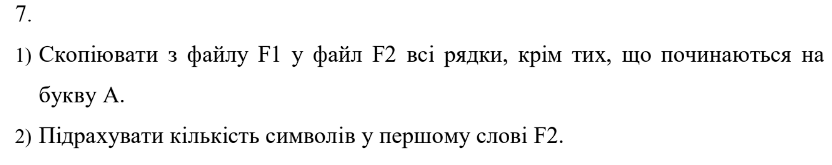 7.
1) Скопіювати з файлу F1 у файл F2 всі рядки, крім тих, що починаються на
букву А.
2) Підрахувати кількість символів у першому слові F2.